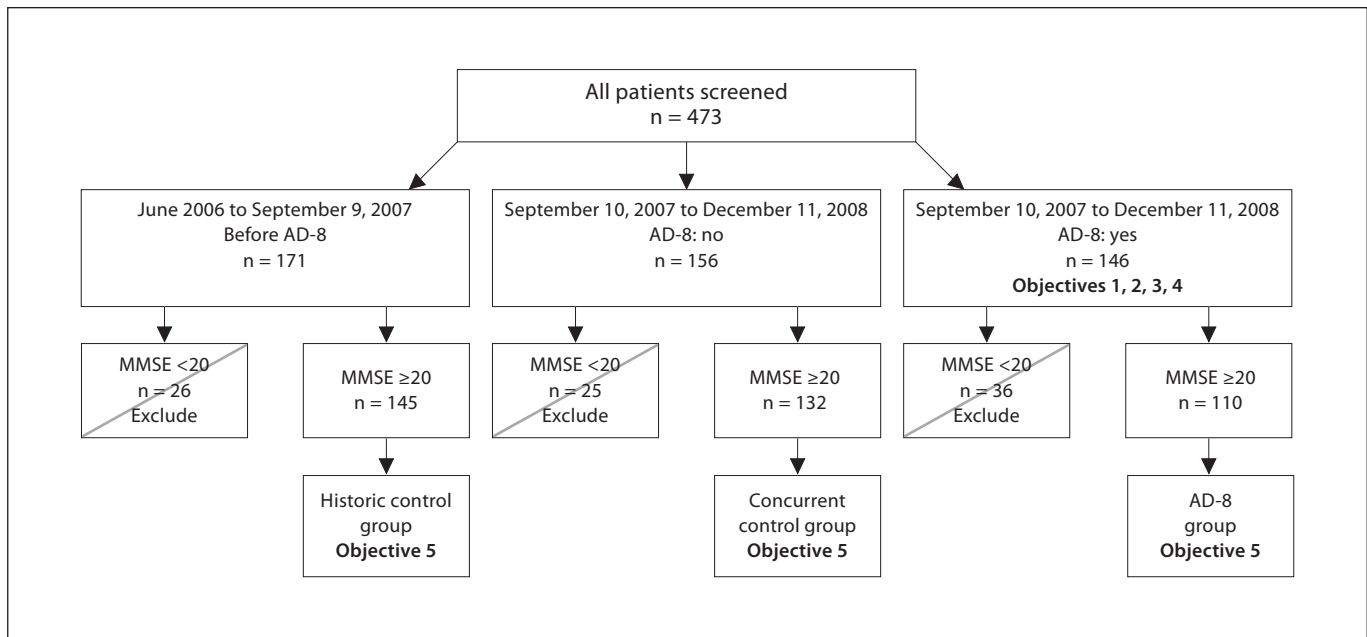 All patients screened
n = 473
June 2006 to September 9, 2007
Before AD-8
n = 171
September 10, 2007 to December 11, 2008
AD-8: no
n = 156
September 10, 2007 to December 11, 2008
AD-8: yes
n = 146
Objectives 1, 2, 3, 4
MMSE <20
n = 26
Exclude
MMSE ≥20
n = 145
MMSE <20
n = 25
Exclude
MMSE ≥20
n = 132
MMSE <20
n = 36
Exclude
MMSE ≥20
n = 110
Historic control
group
Objective 5
Concurrent
control group
Objective 5
AD-8
group
Objective 5